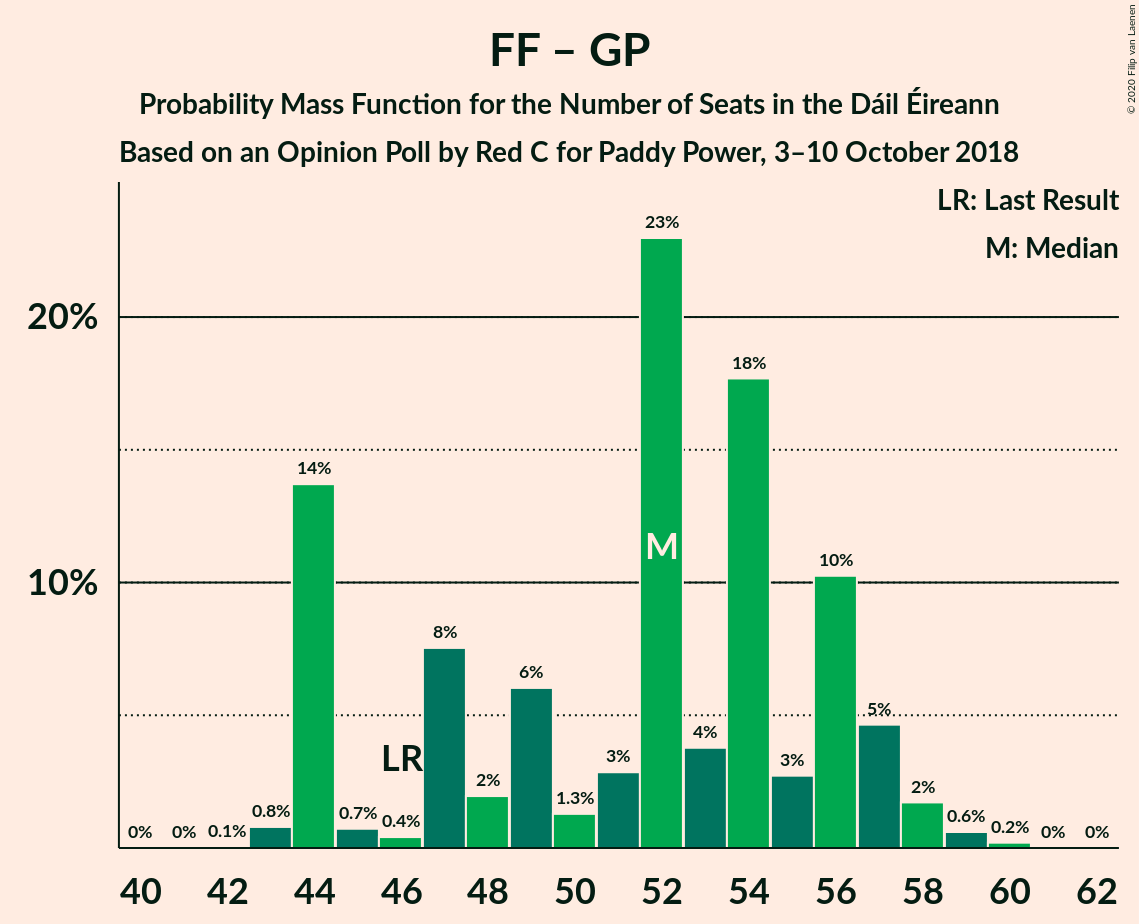 FF – GP
Probability Mass Function for the Number of Seats in the Dáil Éireann
Based on an Opinion Poll by Red C for Paddy Power, 3–10 October 2018
© 2020 Filip van Laenen
LR: Last Result
M: Median
20%
10%
0%
0%
0.1%
0.8%
14%
0.7%
0.4%
LR
8%
2%
6%
1.3%
3%
23%
M
4%
18%
3%
10%
5%
2%
0.6%
0.2%
0%
0%
40 42 44 46 48 50 52 54 56 58 60 62